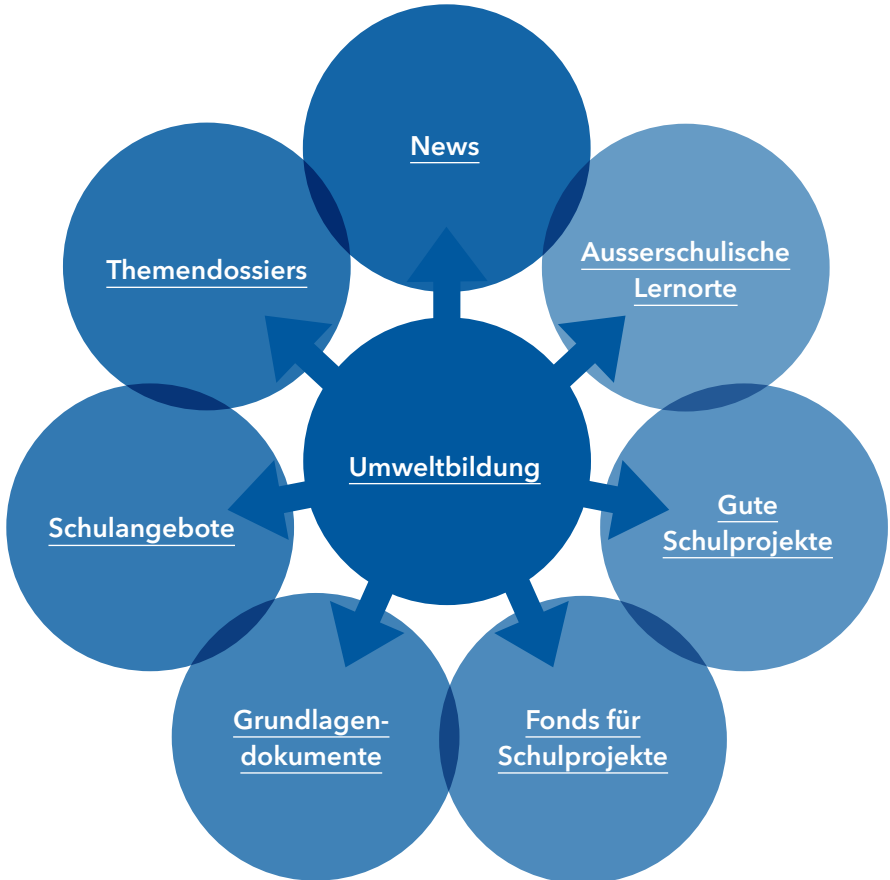 News
Ausserschulische
Lernorte
Themendossiers
Umweltbildung
Gute
Schulprojekte
Schulangebote
Grundlagen-
dokumente
Fonds für
Schulprojekte